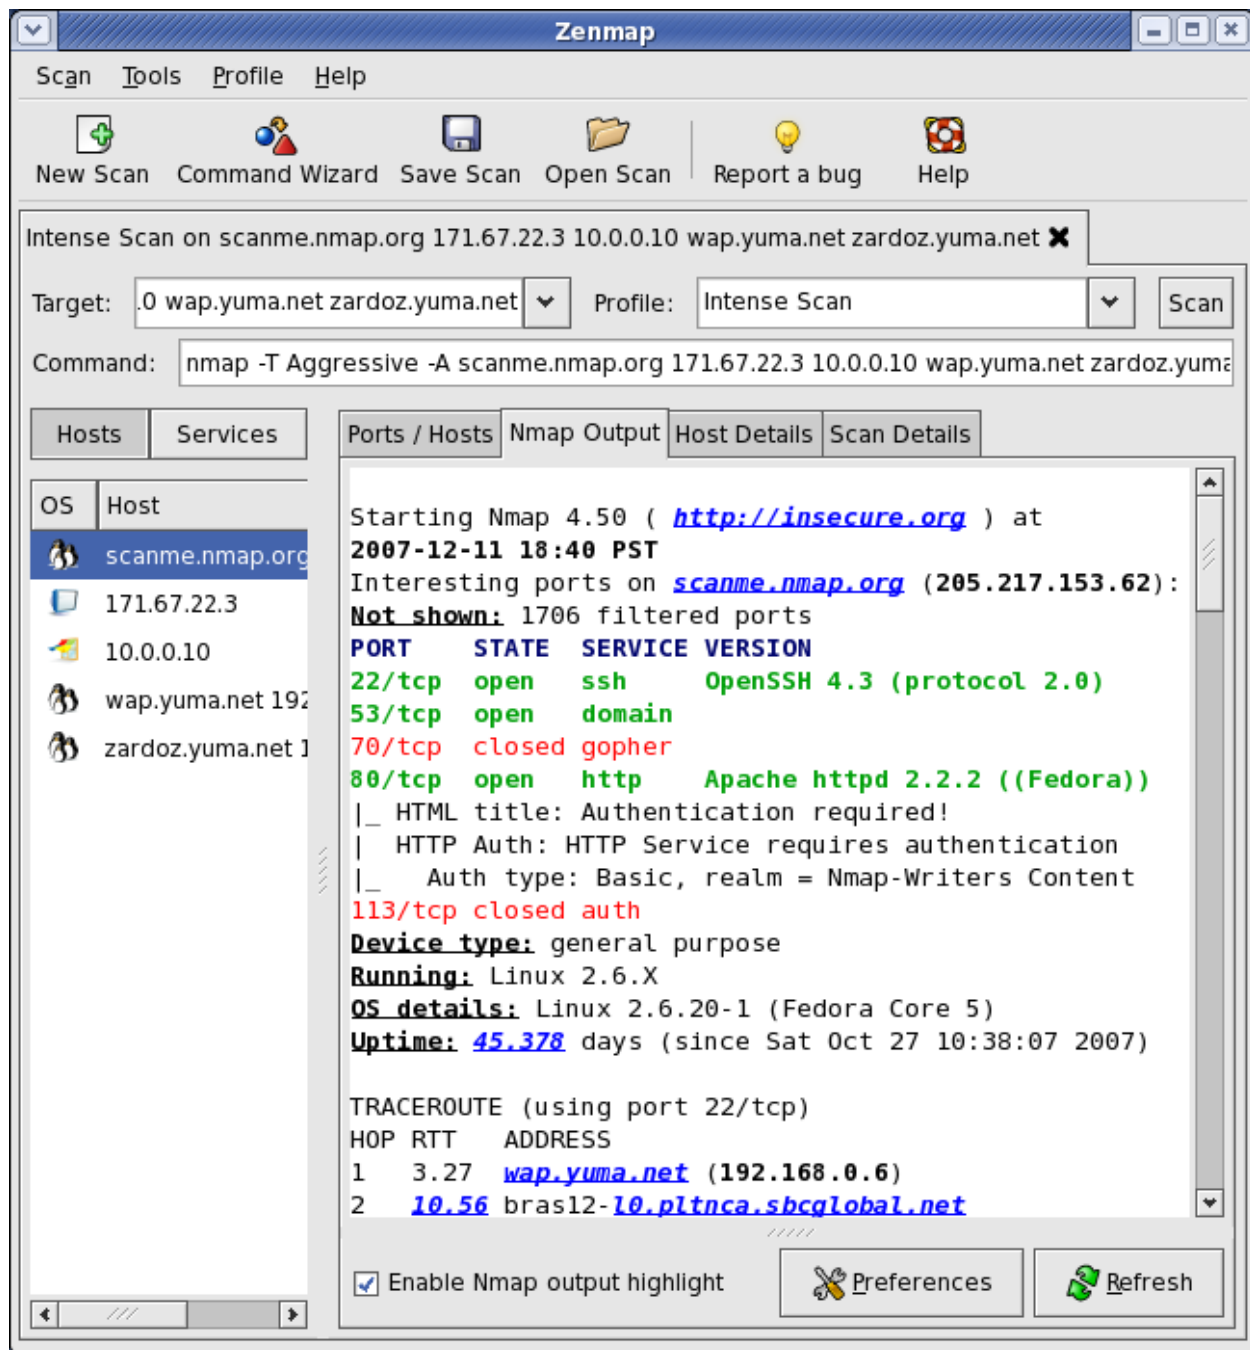 Zenmap
Scan Tools Profile Help
New Scan Command Wizard Save Scan Open Scan Report a bug Help
Intense Scan on scanme.nmap.org 171.67.22.3 10.0.0.10 wap.yuma.net zardoz.yuma.net
Target: .0 wap.yuma.net zardoz.yuma.net Profile: Intense Scan Scan
Command: nmap -T Aggressive -A scanme.nmap.org 171.67.22.3 10.0.0.10 wap.yuma.net zardoz.yuma
Hosts Services
OS Host
scanme.nmap.org
171.67.22.3
10.0.0.10
wap.yuma.net 192
zardoz.yuma.net 1
Ports / Hosts Nmap Output Host Details Scan Details
Starting Nmap 4.50 ( http://insecure.org ) at
2007-12-11 18:40 PST
Interesting ports on scanme.nmap.org (205.217.153.62):
Not shown: 1706 filtered ports
PORT STATE SERVICE VERSION
22/tcp open ssh OpenSSH 4.3 (protocol 2.0)
53/tcp open domain
70/tcp closed gopher
80/tcp open http Apache httpd 2.2.2 ((Fedora))
|_ HTML title: Authentication required!
| HTTP Auth: HTTP Service requires authentication
|_ Auth type: Basic, realm = Nmap-Writers Content
113/tcp closed auth
Device type: general purpose
Running: Linux 2.6.X
OS details: Linux 2.6.20-1 (Fedora Core 5)
Uptime: 45.378 days (since Sat Oct 27 10:38:07 2007)
TRACEROUTE (using port 22/tcp)
HOP RTT ADDRESS
1 3.27 wap.yuma.net (192.168.0.6)
2 10.56 bras12-l0.pltnca.sbcglobal.net
Enable Nmap output highlight Preferences Refresh